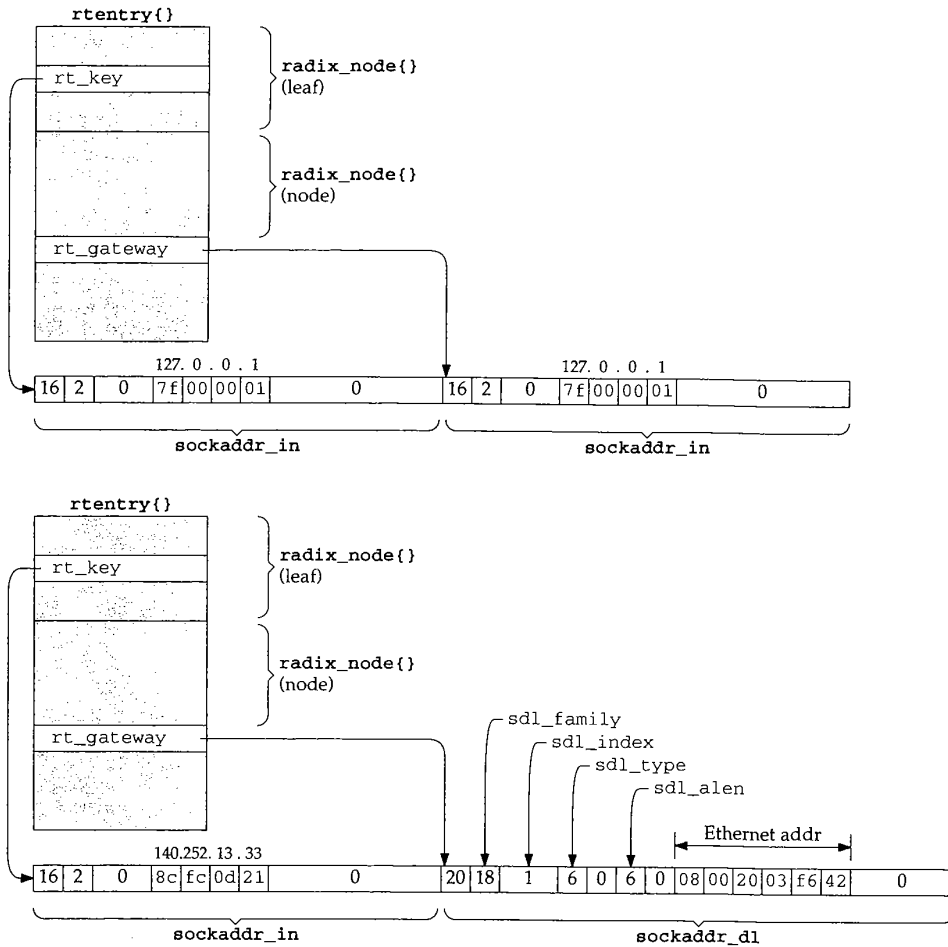 rtentry{}
radix_node{}
(leaf)
rt_key
radix_node{}
(node)
rt_gateway
127. 0 . 0 . 1
127. 0 . 0 . 1
16 2 0 7f 00 00 01 0 16 2 0 7f 00 00 01 0
sockaddr_in
sockaddr_in
rtentry{}
radix_node{}
(leaf)
rt_key
radix_node{}
(node)
sdl_family
rt_gateway
sdl_index
sdl_type
sdl_alen
Ethernet addr
140.252. 13 . 33
16 2 0 8c fc 0d 21 0 20 18 1 6 0 6 0 08 00 20 03 f6 42 0
sockaddr_in
sockaddr_dl